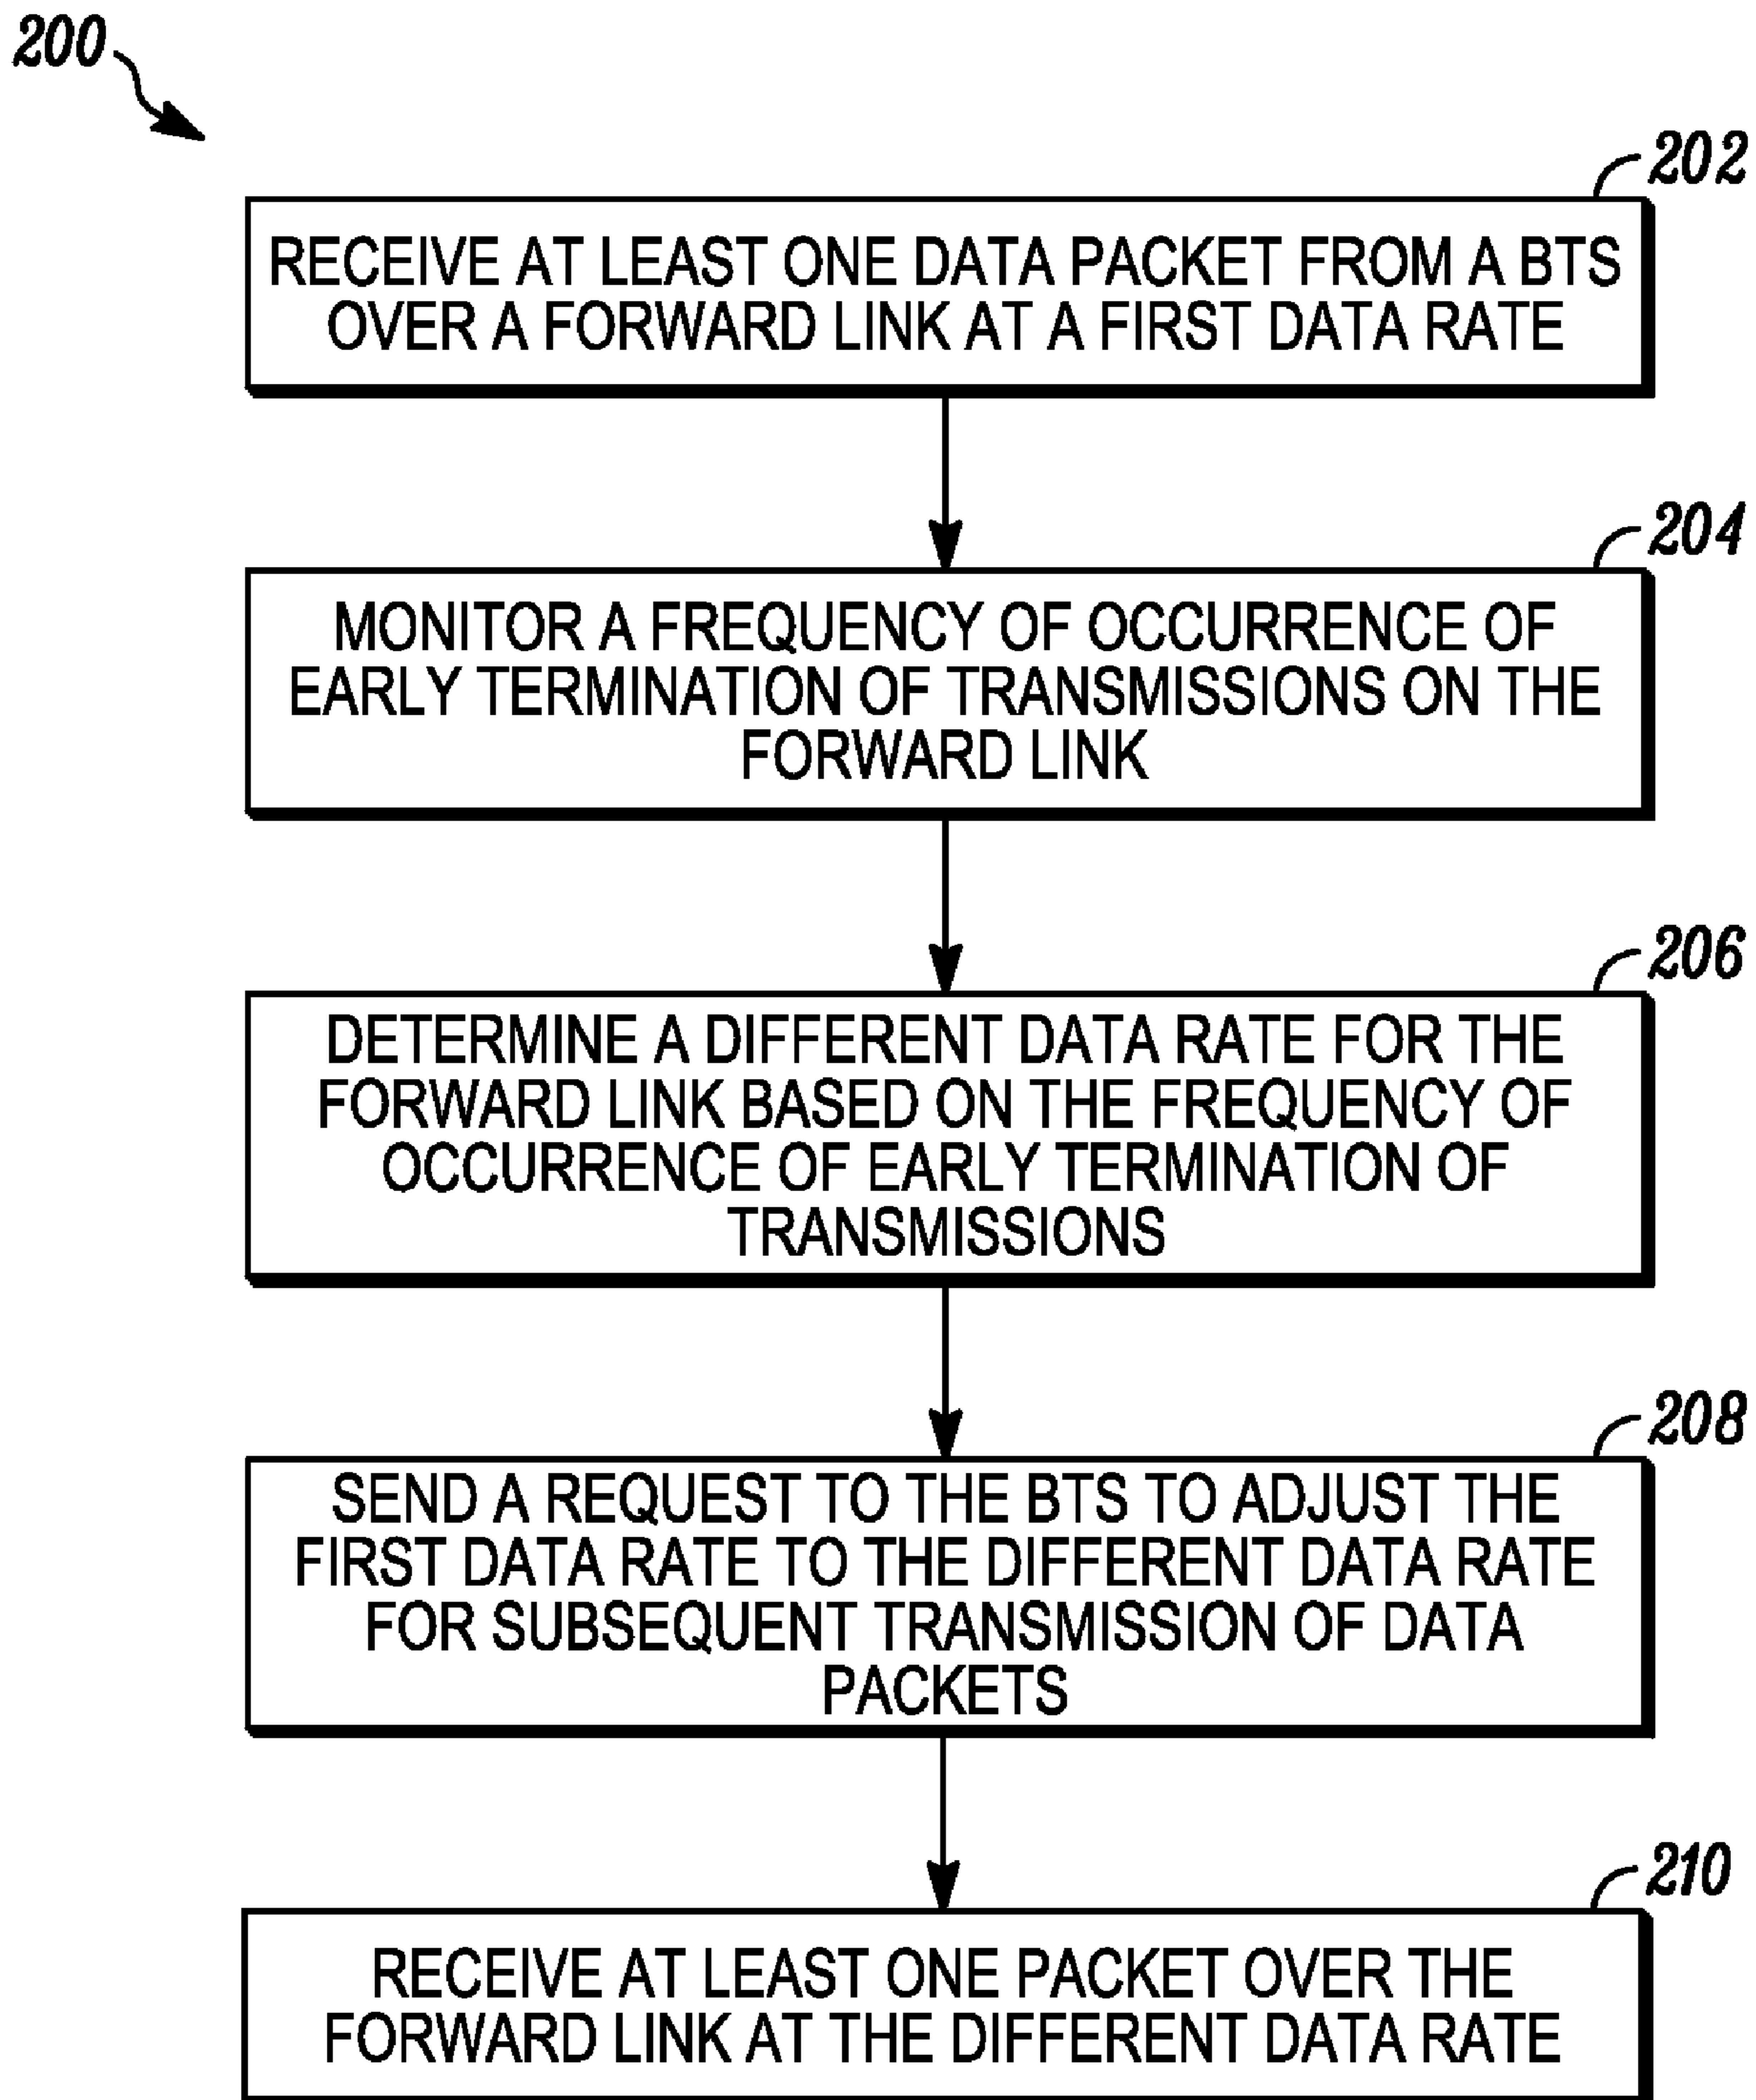 200
202
RECEIVE AT LEAST ONE DATA PACKET FROM A BTS
OVER A FORWARD LINK AT A FIRST DATA RATE
204
MONITOR A FREQUENCY OF OCCURRENCE OF
EARLY TERMINATION OF TRANSMISSIONS ON THE
FORWARD LINK
206
DETERMINE A DIFFERENT DATA RATE FOR THE
FORWARD LINK BASED ON THE FREQUENCY OF
OCCURRENCE OF EARLY TERMINATION OF
TRANSMISSIONS
208
SEND A REQUEST TO THE BTS TO ADJUST THE
FIRST DATA RATE TO THE DIFFERENT DATA RATE
FOR SUBSEQUENT TRANSMISSION OF DATA
PACKETS
210
RECEIVE AT LEAST ONE PACKET OVER THE
FORWARD LINK AT THE DIFFERENT DATA RATE